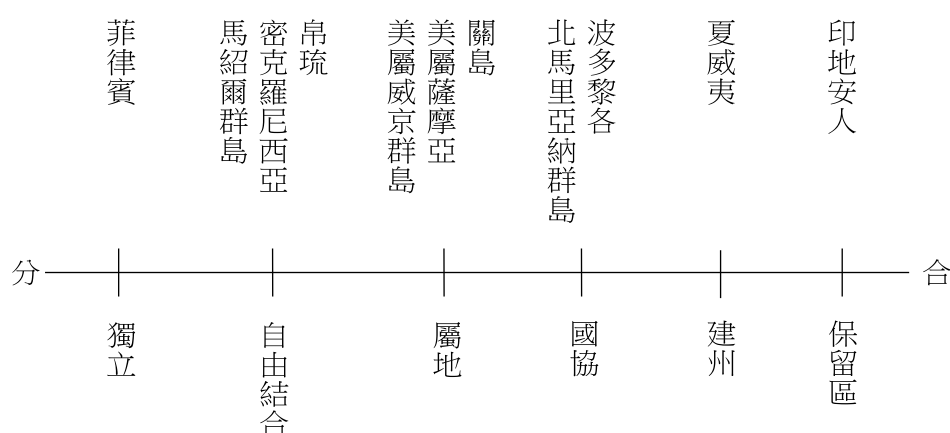 菲律賓
帛琉
密克羅尼西亞
馬紹爾群島
關島
美屬薩摩亞
美屬威京群島
波多黎各
北馬里亞納群島
夏威夷
印地安人
分
合
獨立
自由結合
屬地
國協
建州
保留區